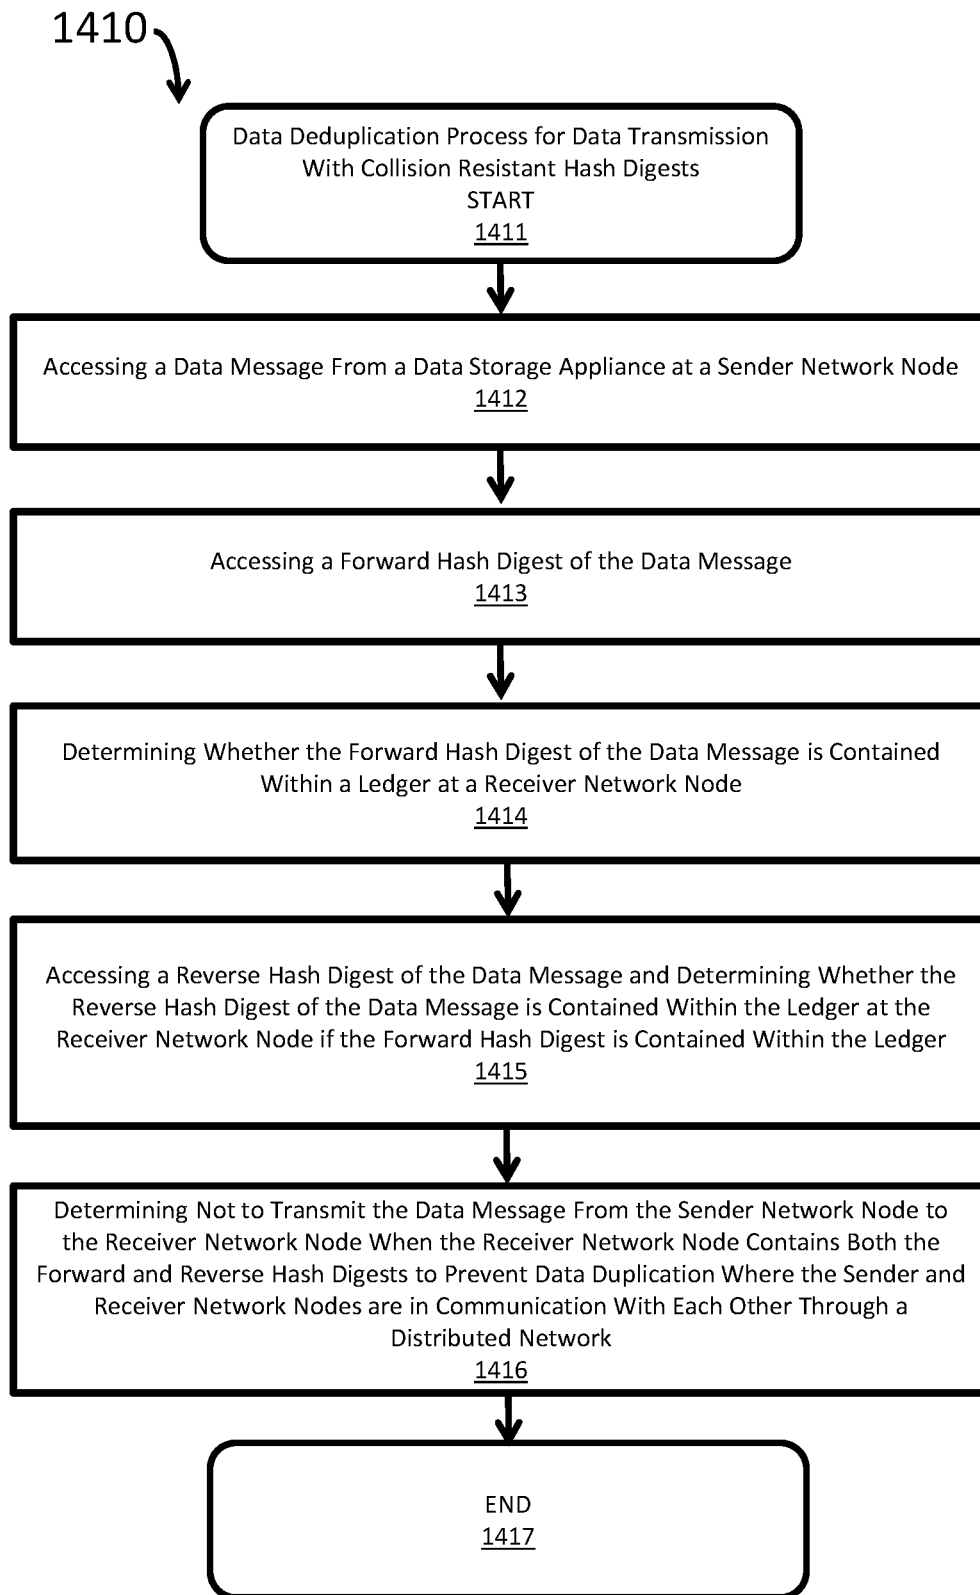 1410
Data Deduplication Process for Data Transmission
With Collision Resistant Hash Digests
START
1411
Accessing a Data Message From a Data Storage Appliance at a Sender Network Node
1412
Accessing a Forward Hash Digest of the Data Message
1413
Determining Whether the Forward Hash Digest of the Data Message is Contained
Within a Ledger at a Receiver Network Node
1414
Accessing a Reverse Hash Digest of the Data Message and Determining Whether the
Reverse Hash Digest of the Data Message is Contained Within the Ledger at the
Receiver Network Node if the Forward Hash Digest is Contained Within the Ledger
1415
Determining Not to Transmit the Data Message From the Sender Network Node to
the Receiver Network Node When the Receiver Network Node Contains Both the
Forward and Reverse Hash Digests to Prevent Data Duplication Where the Sender and
Receiver Network Nodes are in Communication With Each Other Through a
Distributed Network
1416
END
1417